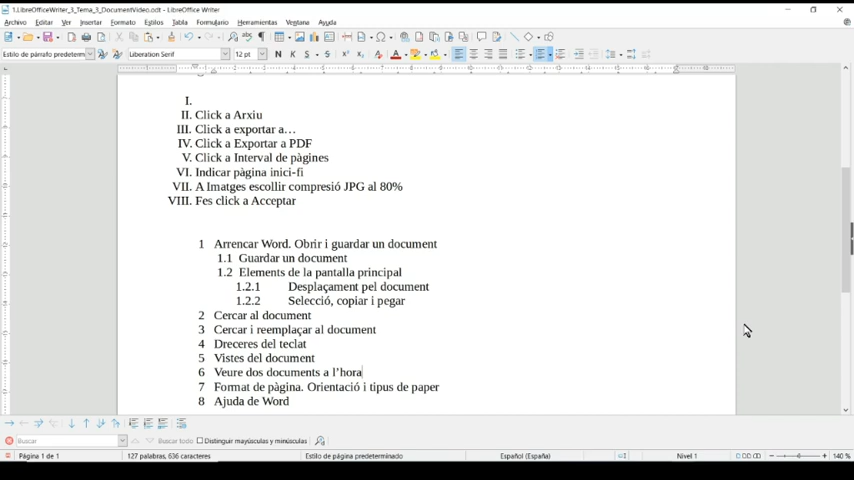 1.LibreOfficeWriter_3_Tema_3_DocumentVideo.odt - LibreOffice Writer
Archivo Editar Ver Insertar Formato Estilos Tabla Formulario Herramientas Ventana Ayuda
Estilo de párrafo predetermi Liberation Serif 12 pt N K S S
I.
II. Click a Arxiu
III. Click a exportar a…
IV. Click a Exportar a PDF
V. Click a Interval de pàgines
VI. Indicar pàgina inici-fi
VII. A Imatges escollir compresió JPG al 80%
VIII. Fes click a Acceptar
1 Arrencar Word. Obrir i guardar un document
1.1 Guardar un document
1.2 Elements de la pantalla principal
1.2.1 Desplaçament pel document
1.2.2 Selecció, copiar i pegar
2 Cercar al document
3 Cercar i reemplaçar al document
4 Dreceres del teclat
5 Vistes del document
6 Veure dos documents a l’hora
7 Format de pàgina. Orientació i tipus de paper
8 Ajuda de Word
Buscar Buscar todo Distinguir mayúsculas y minúsculas
Página 1 de 1 127 palabras, 636 caracteres Estilo de página predeterminado Español (España) Nivel 1 140 %